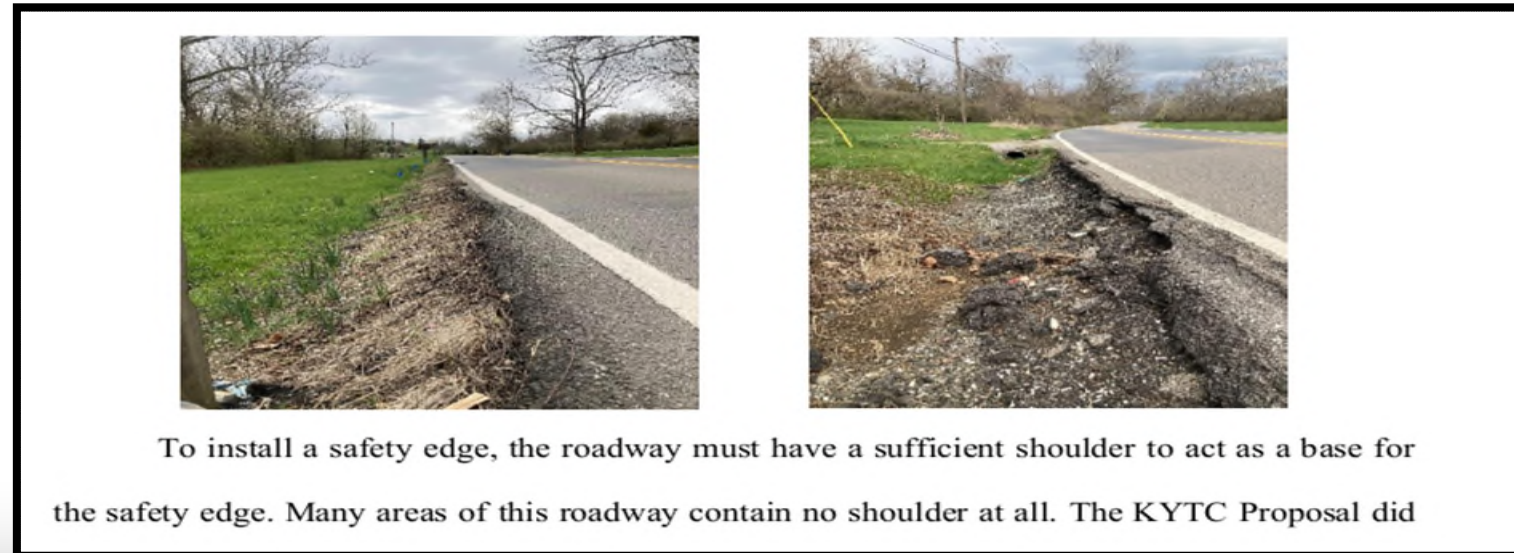 To install a safety edge, the roadway must have a sufficient shoulder to act as a base for
the safety edge. Many areas of this roadway contain no shoulder at all. The KYTC Proposal did